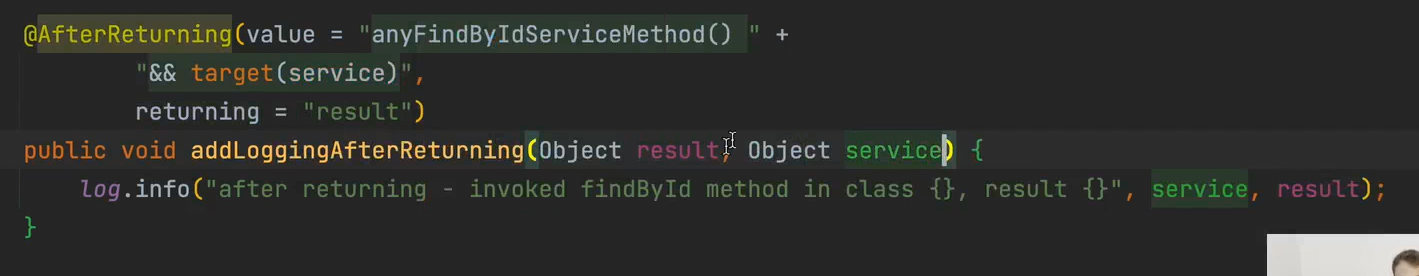 @AfterReturning(value = "anyFindByIdServiceMethod() " +
"&& target(service)",
returning = "result")
public void addLoggingAfterReturning(Object result, Object service) {
log.info("after returning - invoked findById method in class {}, result {}", service, result);
}